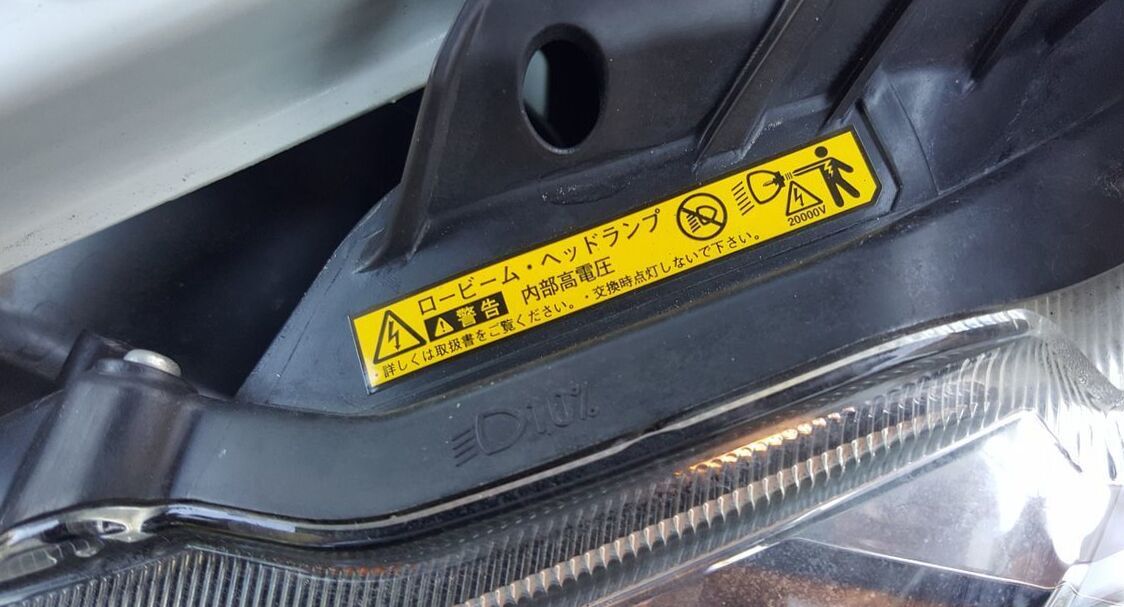 ロービーム・ヘッドランプ
警告 内部高電圧
・詳しくは取扱書をご覧ください。・交換時点灯しないで下さい。
20000V
1.0%